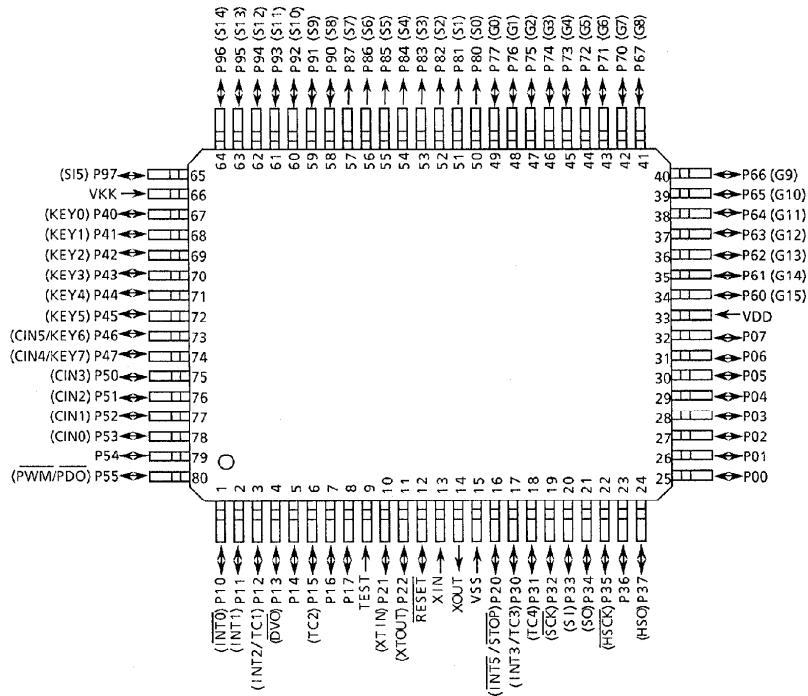 P96 (S14)
P95 (S13)
P94 (S12)
P93 (S11)
P92 (S10)
P91 (S9)
P90 (S8)
P87 (S7)
P86 (S6)
P85 (S5)
P84 (S4)
P83 (S3)
P82 (S2)
P81 (S1)
P80 (S0)
P77 (G0)
P76 (G1)
P75 (G2)
P74 (G3)
P73 (G4)
P72 (G5)
P71 (G6)
P70 (G7)
P67 (G8)
64 63 62 61 60 59 58 57 56 55 54 53 52 51 50 49 48 47 46 45 44 43 42 41
(SI5) P97 65
VKK 66
(KEY0) P40 67
(KEY1) P41 68
(KEY2) P42 69
(KEY3) P43 70
(KEY4) P44 71
(KEY5) P45 72
(CIN5/KEY6) P46 73
(CIN4/KEY7) P47 74
(CIN3) P50 75
(CIN2) P51 76
(CIN1) P52 77
(CIN0) P53 78
P54 79
(PWM/PDO) P55 80
40 P66 (G9)
39 P65 (G10)
38 P64 (G11)
37 P63 (G12)
36 P62 (G13)
35 P61 (G14)
34 P60 (G15)
33 VDD
32 P07
31 P06
30 P05
29 P04
28 P03
27 P02
26 P01
25 P00
1 2 3 4 5 6 7 8 9 10 11 12 13 14 15 16 17 18 19 20 21 22 23 24
(INT0) P10
(INT1) P11
(INT2/TC1) P12
(DVO) P13
P14
(TC2) P15
P16
P17
TEST
(XTIN) P21
(XTOUT) P22
RESET
XIN
XOUT
VSS
(INT5/STOP) P20
(INT3/TC3) P30
(TC4) P31
(SCK) P32
(SI) P33
(SO) P34
(HSCK) P35
P36
(HSO) P37